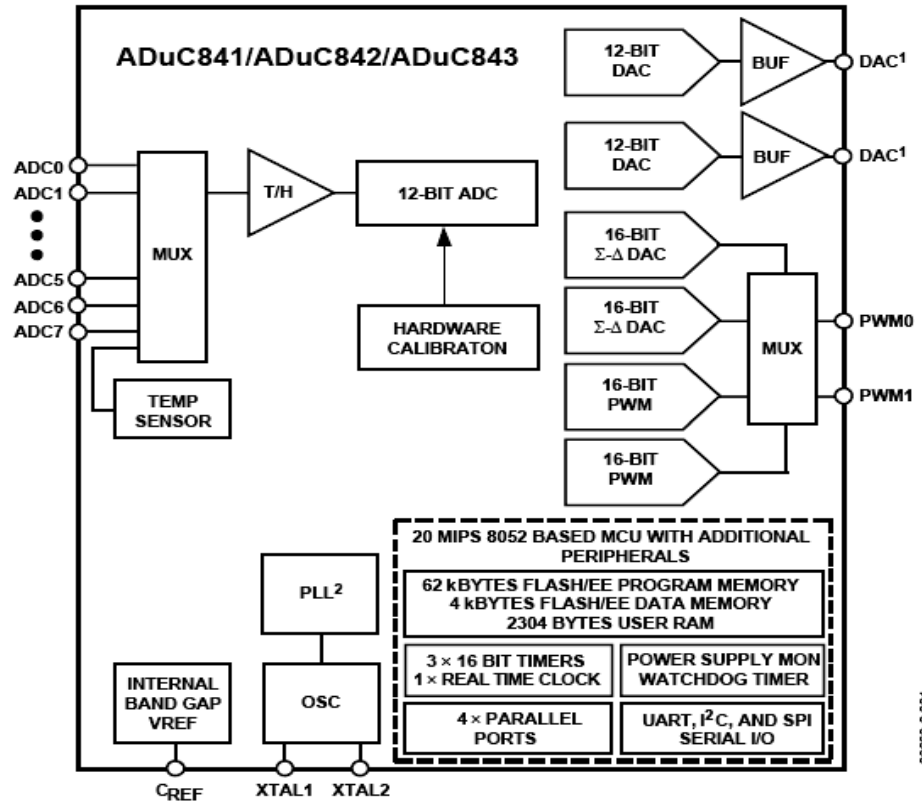 ADuC841/ADuC842/ADuC843
12-BIT
DAC
BUF
DAC1
12-BIT
DAC
BUF
DAC1
ADC0
ADC1
ADC5
ADC6
ADC7
MUX
T/H
12-BIT ADC
HARDWARE
CALIBRATON
TEMP
SENSOR
16-BIT
Σ-Δ DAC
16-BIT
Σ-Δ DAC
16-BIT
PWM
16-BIT
PWM
MUX
PWM0
PWM1
20 MIPS 8052 BASED MCU WITH ADDITIONAL
PERIPHERALS
62 kBYTES FLASH/EE PROGRAM MEMORY
4 kBYTES FLASH/EE DATA MEMORY
2304 BYTES USER RAM
3 × 16 BIT TIMERS
1 × REAL TIME CLOCK
POWER SUPPLY MON
WATCHDOG TIMER
4 × PARALLEL
PORTS
UART, I2C, AND SPI
SERIAL I/O
PLL2
OSC
INTERNAL
BAND GAP
VREF
CREF
XTAL1
XTAL2